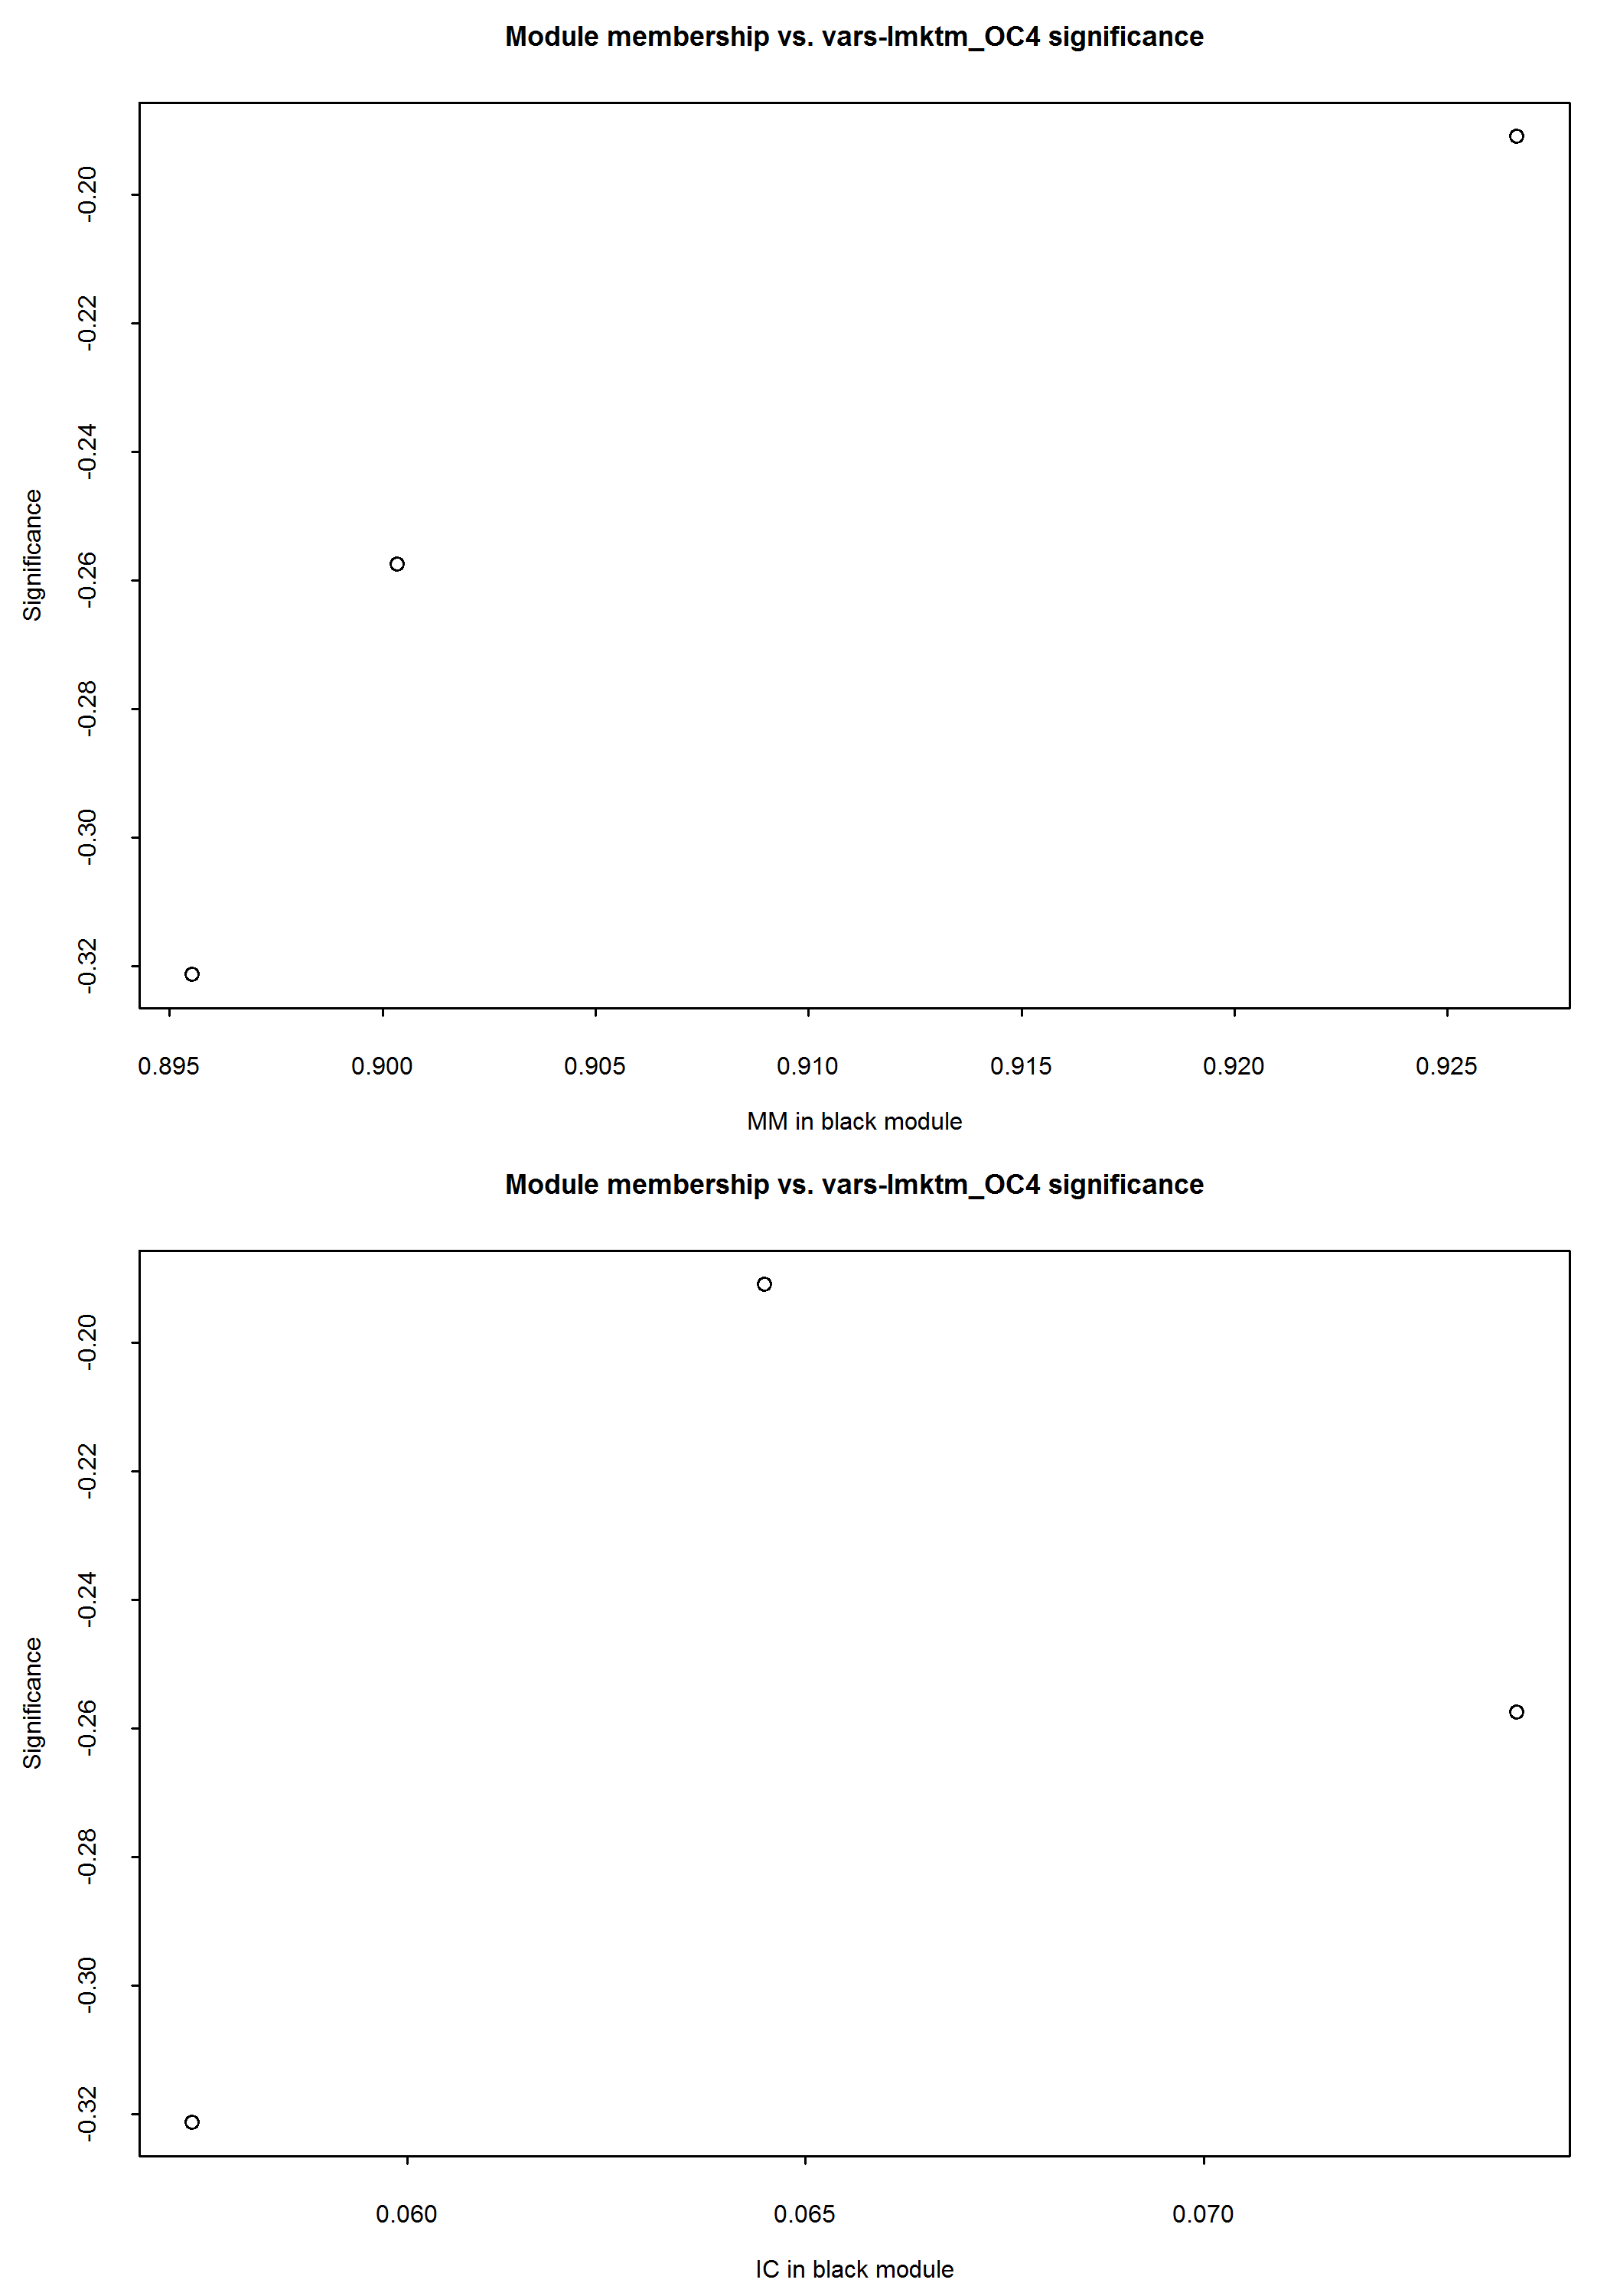 Module membership vs. vars-lmktm_OC4 significance
Significance
-0.20
-0.22
-0.24
-0.26
-0.28
-0.30
-0.32
0.895 0.900 0.905 0.910 0.915 0.920 0.925
MM in black module
Module membership vs. vars-lmktm_OC4 significance
Significance
-0.20
-0.22
-0.24
-0.26
-0.28
-0.30
-0.32
0.060 0.065 0.070
IC in black module